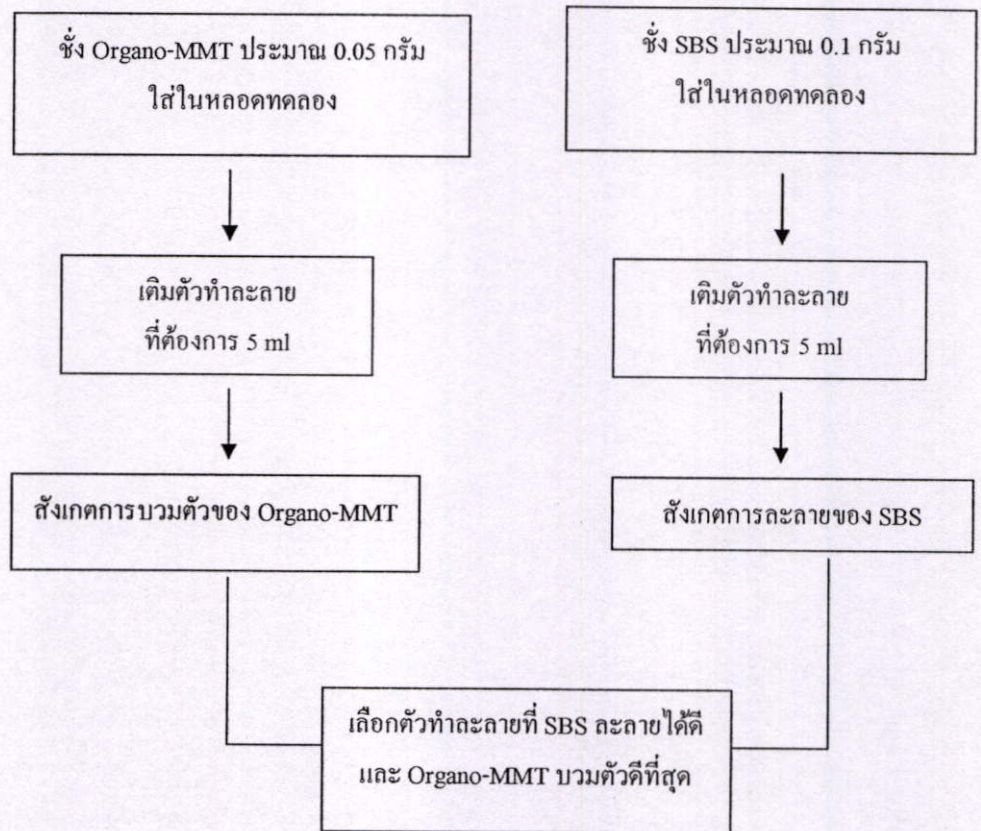 ชั่ง Organo-MMT ประมาณ 0.05 กรัม
ใส่ในหลอดทดลอง
ชั่ง SBS ประมาณ 0.1 กรัม
ใส่ในหลอดทดลอง
เติมตัวทำละลาย
ที่ต้องการ 5 ml
เติมตัวทำละลาย
ที่ต้องการ 5 ml
สังเกตการบวมตัวของ Organo-MMT
สังเกตการละลายของ SBS
เลือกตัวทำละลายที่ SBS ละลายได้ดี
และ Organo-MMT บวมตัวดีที่สุด